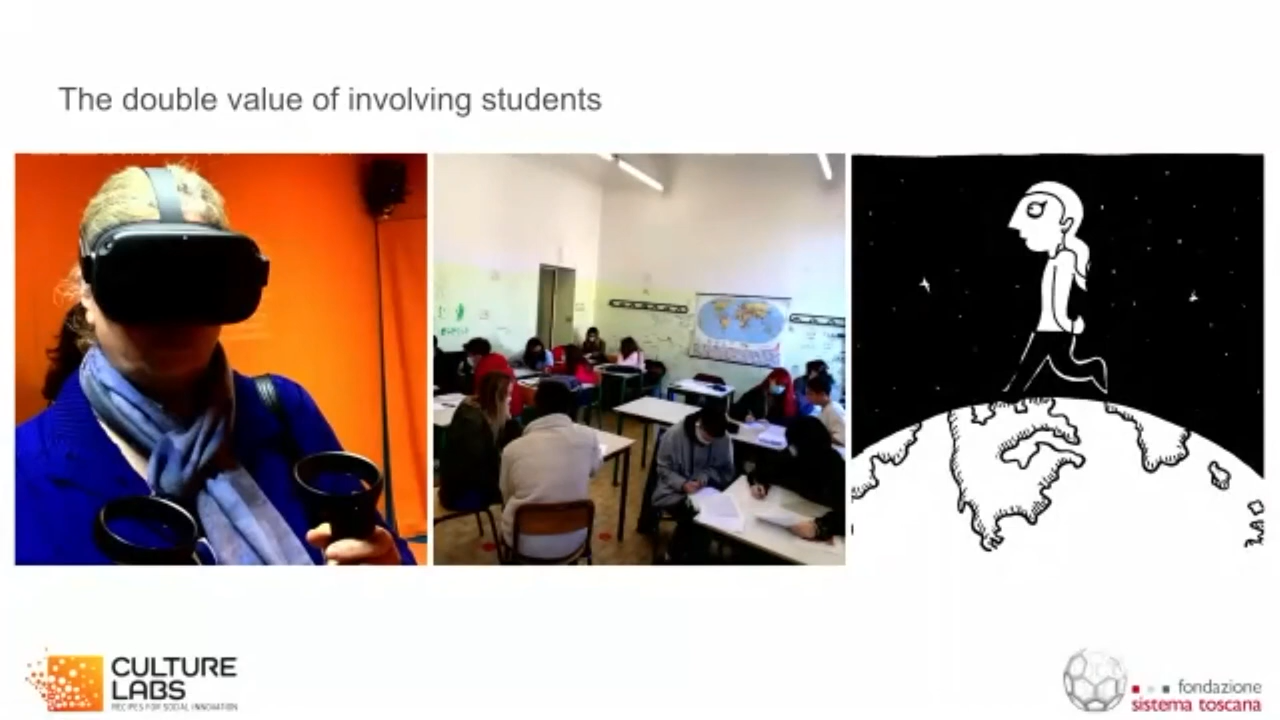 The double value of involving students
CULTURE
LABS
RECIPES FOR SOCIAL INNOVATION
fondazione
sistema toscana